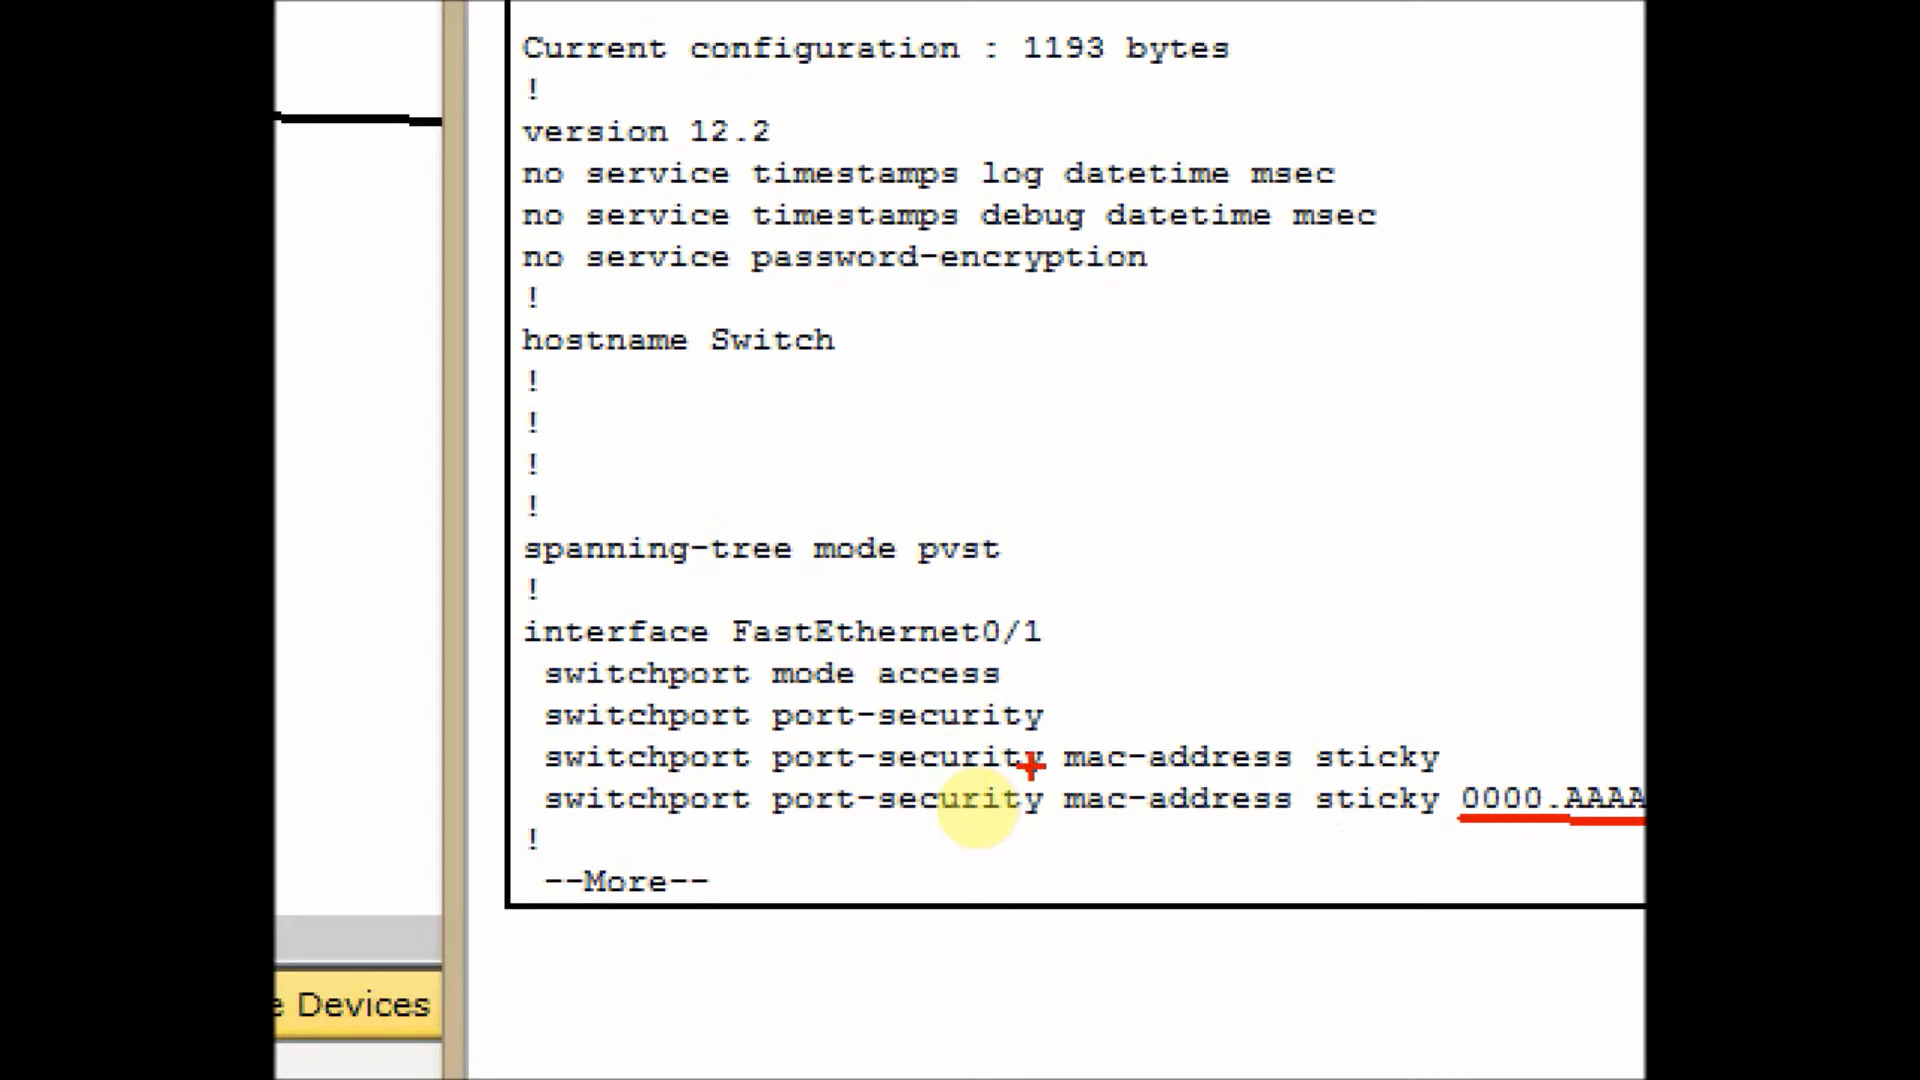 Current configuration : 1193 bytes
!
version 12.2
no service timestamps log datetime msec
no service timestamps debug datetime msec
no service password-encryption
!
hostname Switch
!
!
!
!
spanning-tree mode pvst
!
interface FastEthernet0/1
switchport mode access
switchport port-security
switchport port-security mac-address sticky
switchport port-security mac-address sticky 0000.AAAA
!
--More--
e Devices